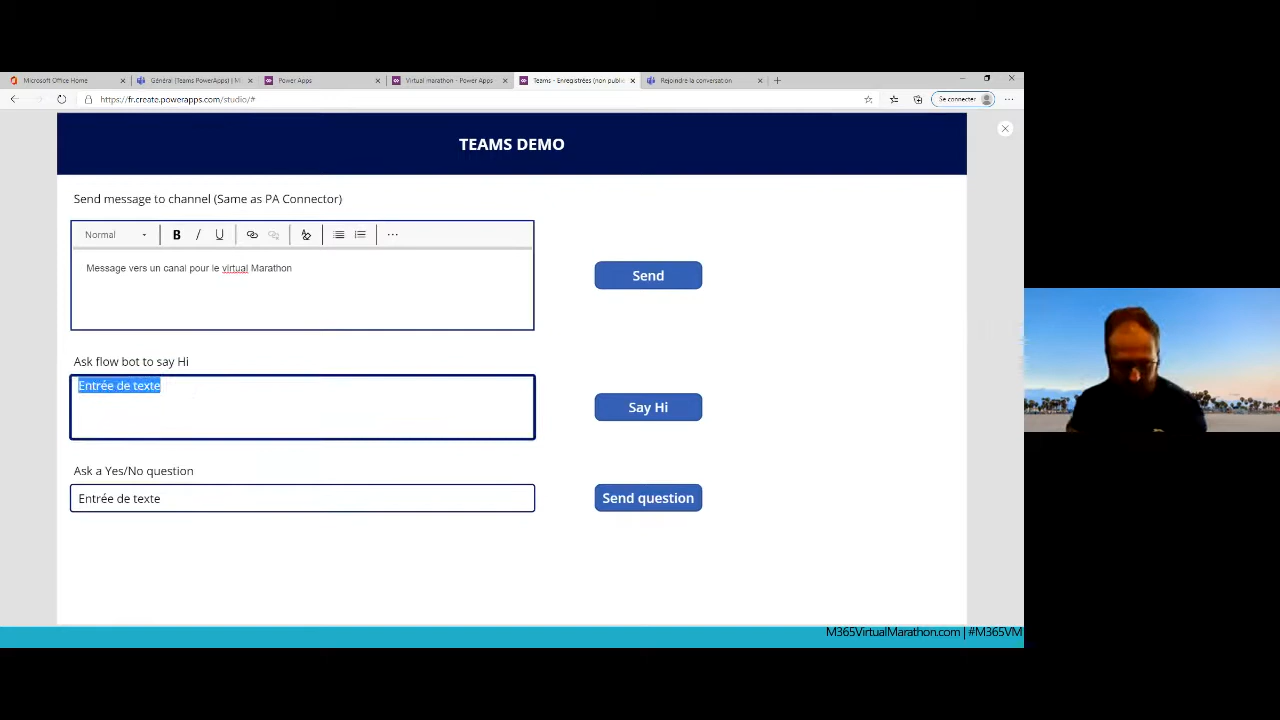 Microsoft Office Home
Général (Teams PowerApps) | Mi
Power Apps
Virtual marathon - Power Apps
Teams - Enregistrées (non publié
Rejoindre la conversation
https://fr.create.powerapps.com/studio/#
Se connecter
TEAMS DEMO
Send message to channel (Same as PA Connector)
Normal
B I U
Message vers un canal pour le virtual Marathon
Send
Ask flow bot to say Hi
Entrée de texte
Say Hi
Ask a Yes/No question
Entrée de texte
Send question
M365VirtualMarathon.com | #M365VM